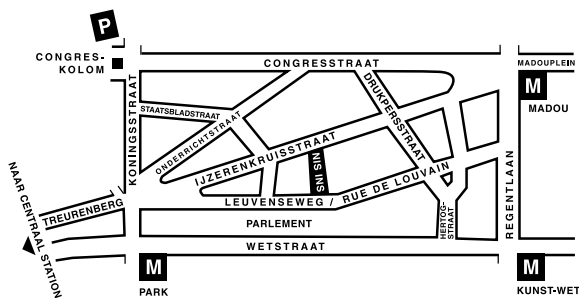 P
CONGRES-
KOLOM
CONGRESSTRAAT
MADOUPLEIN
M
MADOU
KONINGSSTRAAT
STAATSBLADSTRAAT
ONDERRICHTSTRAAT
DRUKPERSSTRAAT
IJZERENKRUISSTRAAT
NIS INS
LEUVENSEWEG / RUE DE LOUVAIN
TREURENBERG
NAAR CENTRAAL STATION
PARLEMENT
HERTOG-
STRAAT
REGENTLAAN
WETSTRAAT
M
PARK
M
KUNST-WET